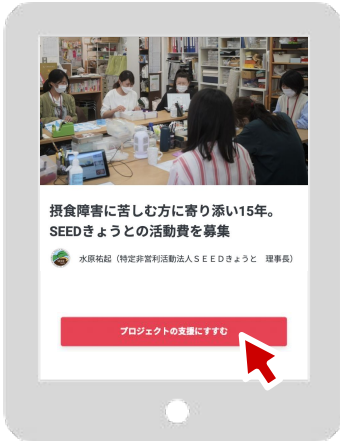 摂食障害に苦しむ方に寄り添い15年。
SEEDきょうとの活動費を募集
水原祐起（特定非営利活動法人ＳＥＥＤきょうと　理事長）
プロジェクトの支援にすすむ